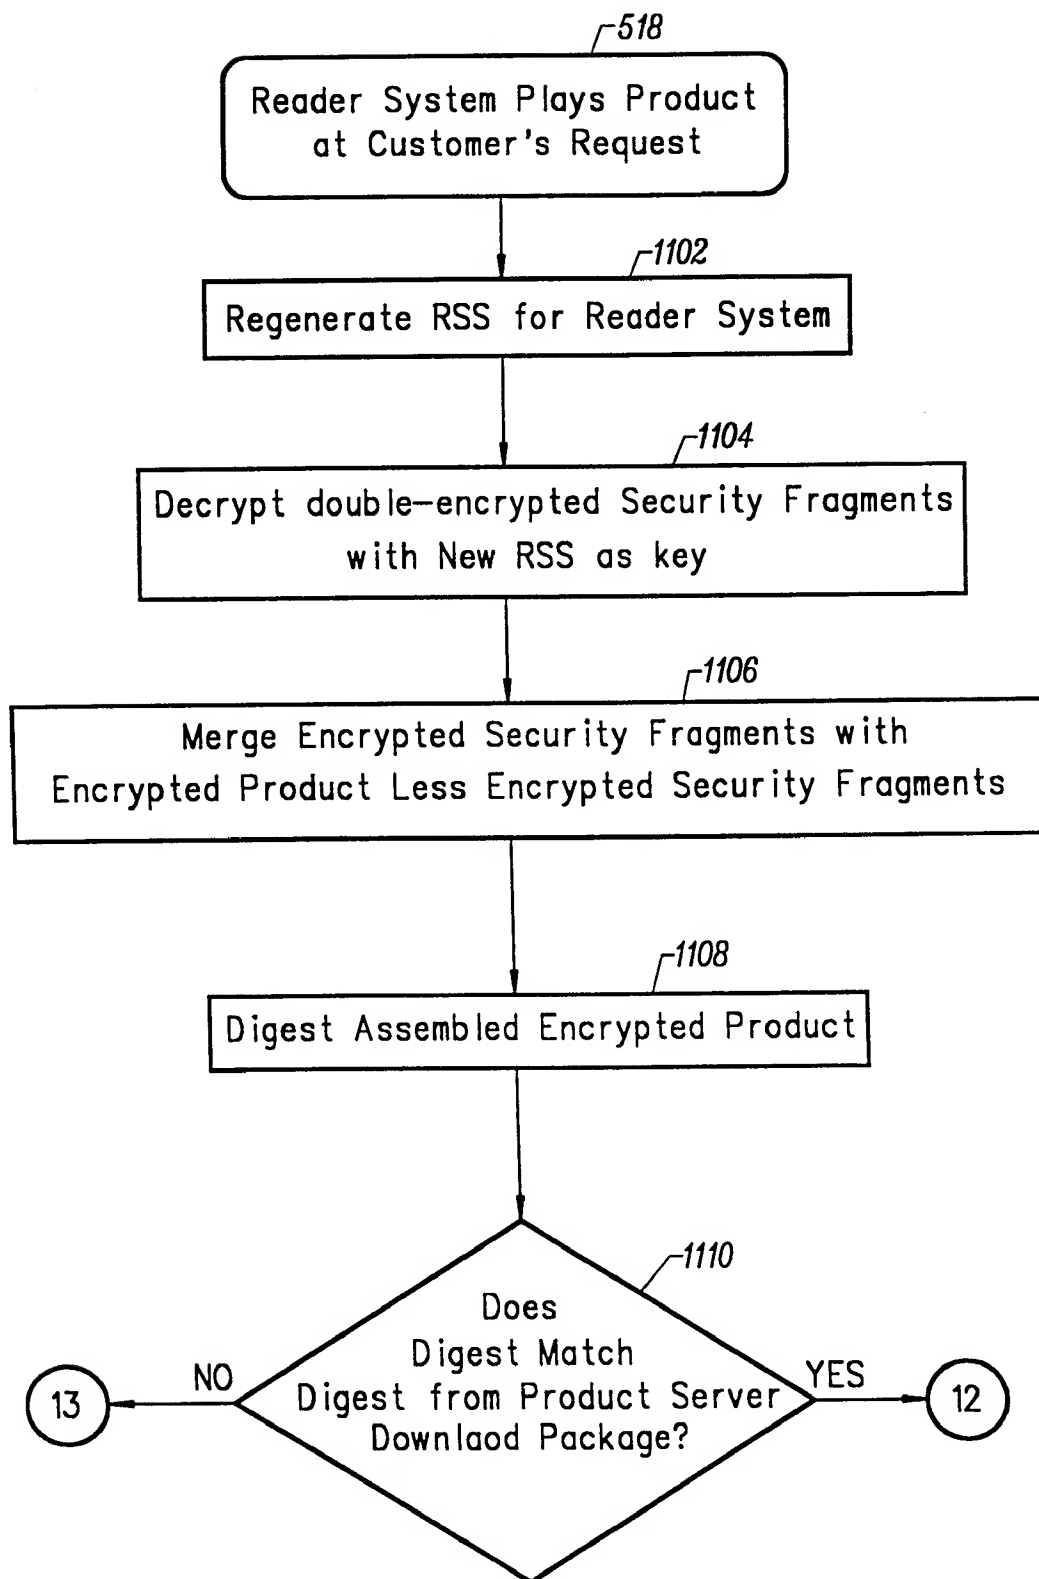 518
Reader System Plays Product
at Customer's Request
1102
Regenerate RSS for Reader System
1104
Decrypt double-encrypted Security Fragments
with New RSS as key
1106
Merge Encrypted Security Fragments with
Encrypted Product Less Encrypted Security Fragments
1108
Digest Assembled Encrypted Product
1110
Does
Digest Match
Digest from Product Server
Downlaod Package?
NO
YES
13
12